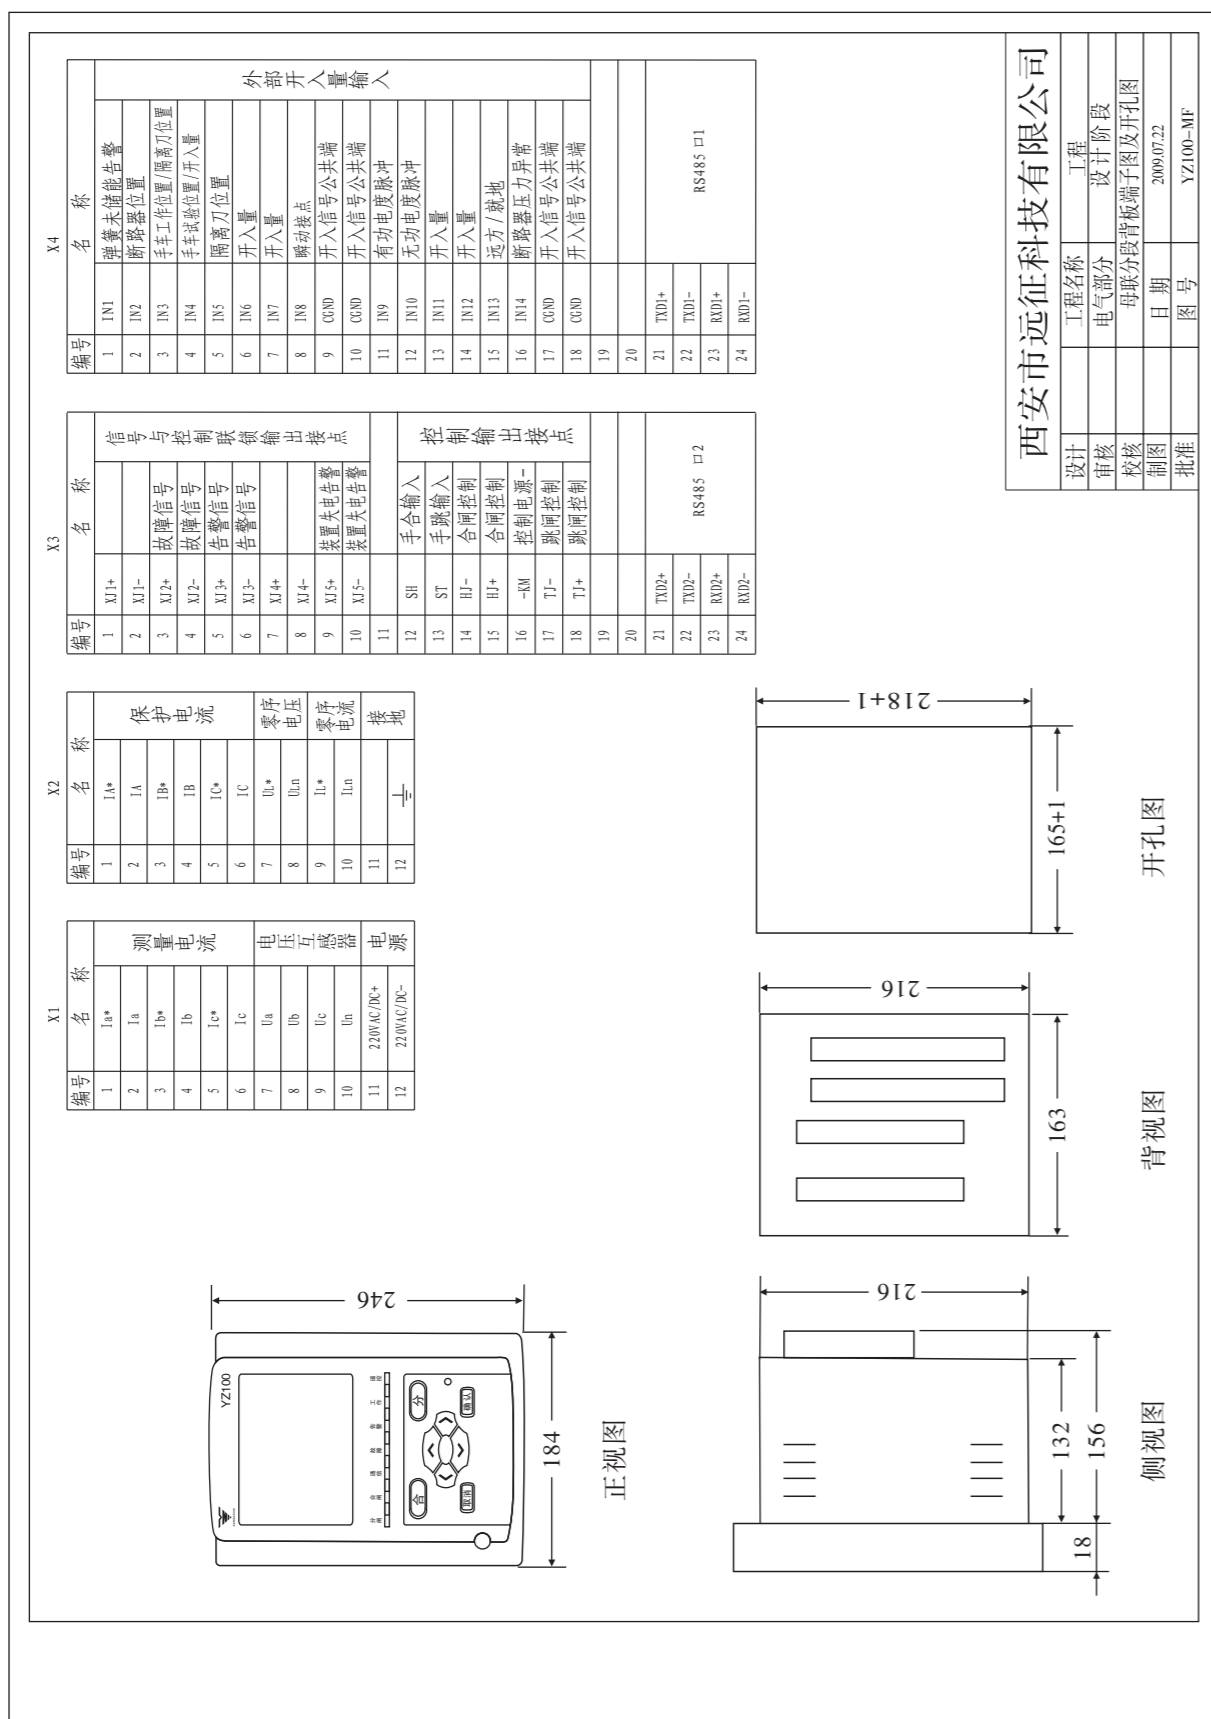 X1
编号 名 称
1 Ia* 测量电流
2 Ia
3 Ib*
4 Ib
5 Ic*
6 Ic
7 Ua 电压互感器
8 Ub
9 Uc
10 Un
11 220VAC/DC+ 电源
12 220VAC/DC-
X2
编号 名 称
1 IA* 保护电流
2 IA
3 IB*
4 IB
5 IC*
6 IC
7 UL* 零序电压
8 ULn
9 IL* 零序电流
10 ILn
11 接地
12
X3
编号 名 称
1 XJ1+ 信号与控制联锁输出接点
2 XJ1-
3 XJ2+ 故障信号
4 XJ2- 故障信号
5 XJ3+ 告警信号
6 XJ3- 告警信号
7 XJ4+
8 XJ4-
9 XJ5+ 装置失电告警
10 XJ5- 装置失电告警
11
12 SH 手合输入 控制输出接点
13 ST 手跳输入
14 HJ- 合闸控制
15 HJ+ 合闸控制
16 -KM 控制电源-
17 TJ- 跳闸控制
18 TJ+ 跳闸控制
19
20
21 TXD2+ RS485 口2
22 TXD2-
23 RXD2+
24 RXD2-
X4
编号 名 称
1 IN1 弹簧未储能告警 外部开入量输入
2 IN2 断路器位置
3 IN3 手车工作位置/隔离刀位置
4 IN4 手车试验位置/开入量
5 IN5 隔离刀位置
6 IN6 开入量
7 IN7 开入量
8 IN8 瞬动接点
9 CGND 开入信号公共端
10 CGND 开入信号公共端
11 IN9 有功电度脉冲
12 IN10 无功电度脉冲
13 IN11 开入量
14 IN12 开入量
15 IN13 远方/就地
16 IN14 断路器压力异常
17 CGND 开入信号公共端
18 CGND 开入信号公共端
19
20
21 TXD1+ RS485 口1
22 TXD1-
23 RXD1+
24 RXD1-
YZ100
合 分
取消 确认
246
184
正视图
216
132
156
18
侧视图
216
163
背视图
218+1
165+1
开孔图
西安市远征科技有限公司
设计 工程名称 工程
审核 电气部分 设计阶段
校核 母联分段背板端子图及开孔图
制图 日期 2009.07.22
批准 图号 YZ100-MF